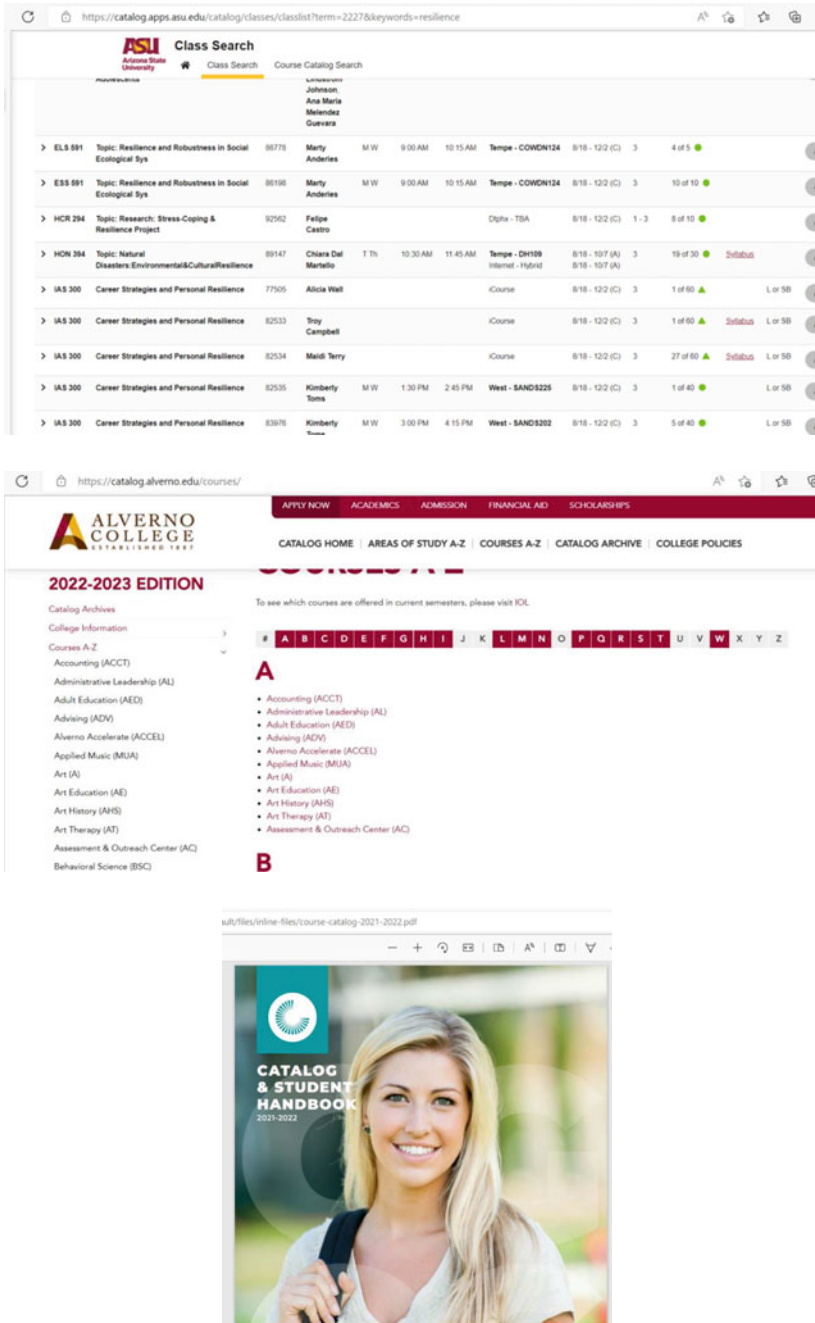 https://catalog.apps.asu.edu/catalog/classes/classlist?term=2227&keywords=resilience
ASU Class Search
Arizona State
University
Class Search Course Catalog Search
Adolescents Lindstrom
Johnson,
Ana Maria
Melendez
Guevara
ELS 591 Topic: Resilience and Robustness in Social Ecological Sys 86778 Marty Anderies M W 9:00 AM 10:15 AM Tempe - COWDN124 8/18 - 12/2 (C) 3 4 of 5
ESS 591 Topic: Resilience and Robustness in Social Ecological Sys 86198 Marty Anderies M W 9:00 AM 10:15 AM Tempe - COWDN124 8/18 - 12/2 (C) 3 10 of 10
HCR 294 Topic: Research: Stress-Coping & Resilience Project 92562 Felipe Castro Dtphx - TBA 8/18 - 12/2 (C) 1 - 3 8 of 10
HON 394 Topic: Natural Disasters:Environmental&CulturalResilience 89147 Chiara Dal Martello T Th 10:30 AM 11:45 AM Tempe - DH109 Internet - Hybrid 8/18 - 10/7 (A) 8/18 - 10/7 (A) 3 19 of 30 Syllabus
IAS 300 Career Strategies and Personal Resilience 77505 Alicia Wall iCourse 8/18 - 12/2 (C) 3 1 of 60 L or SB
IAS 300 Career Strategies and Personal Resilience 82533 Troy Campbell iCourse 8/18 - 12/2 (C) 3 1 of 60 Syllabus L or SB
IAS 300 Career Strategies and Personal Resilience 82534 Maidi Terry iCourse 8/18 - 12/2 (C) 3 27 of 60 Syllabus L or SB
IAS 300 Career Strategies and Personal Resilience 82535 Kimberly Toms M W 1:30 PM 2:45 PM West - SANDS225 8/18 - 12/2 (C) 3 1 of 40 L or SB
IAS 300 Career Strategies and Personal Resilience 83976 Kimberly Toms M W 3:00 PM 4:15 PM West - SANDS202 8/18 - 12/2 (C) 3 5 of 40 L or SB
https://catalog.alverno.edu/courses/
APPLY NOW ACADEMICS ADMISSION FINANCIAL AID SCHOLARSHIPS
ALVERNO
COLLEGE
ESTABLISHED 1887
CATALOG HOME AREAS OF STUDY A-Z COURSES A-Z CATALOG ARCHIVE COLLEGE POLICIES
COURSES A-Z
2022-2023 EDITION
Catalog Archives
College Information
Courses A-Z
Accounting (ACCT)
Administrative Leadership (AL)
Adult Education (AED)
Advising (ADV)
Alverno Accelerate (ACCEL)
Applied Music (MUA)
Art (A)
Art Education (AE)
Art History (AHS)
Art Therapy (AT)
Assessment & Outreach Center (AC)
Behavioral Science (BSC)
To see which courses are offered in current semesters, please visit IOL
# A B C D E F G H I J K L M N O P Q R S T U V W X Y Z
A
Accounting (ACCT)
Administrative Leadership (AL)
Adult Education (AED)
Advising (ADV)
Alverno Accelerate (ACCEL)
Applied Music (MUA)
Art (A)
Art Education (AE)
Art History (AHS)
Art Therapy (AT)
Assessment & Outreach Center (AC)
B
ault/files/inline-files/course-catalog-2021-2022.pdf
CATALOG
& STUDENT
HANDBOOK
2021-2022